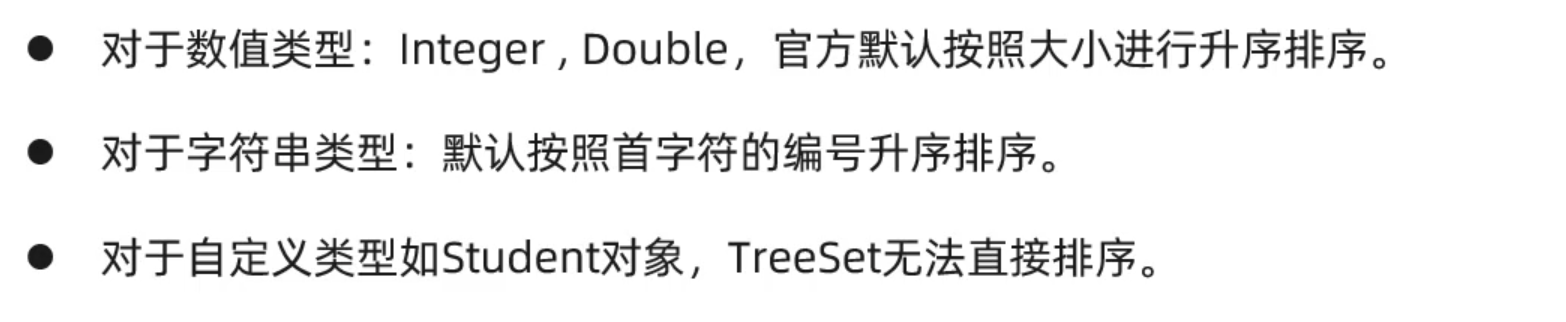 ● 对于数值类型：Integer , Double，官方默认按照大小进行升序排序。
● 对于字符串类型：默认按照首字符的编号升序排序。
● 对于自定义类型如Student对象，TreeSet无法直接排序。